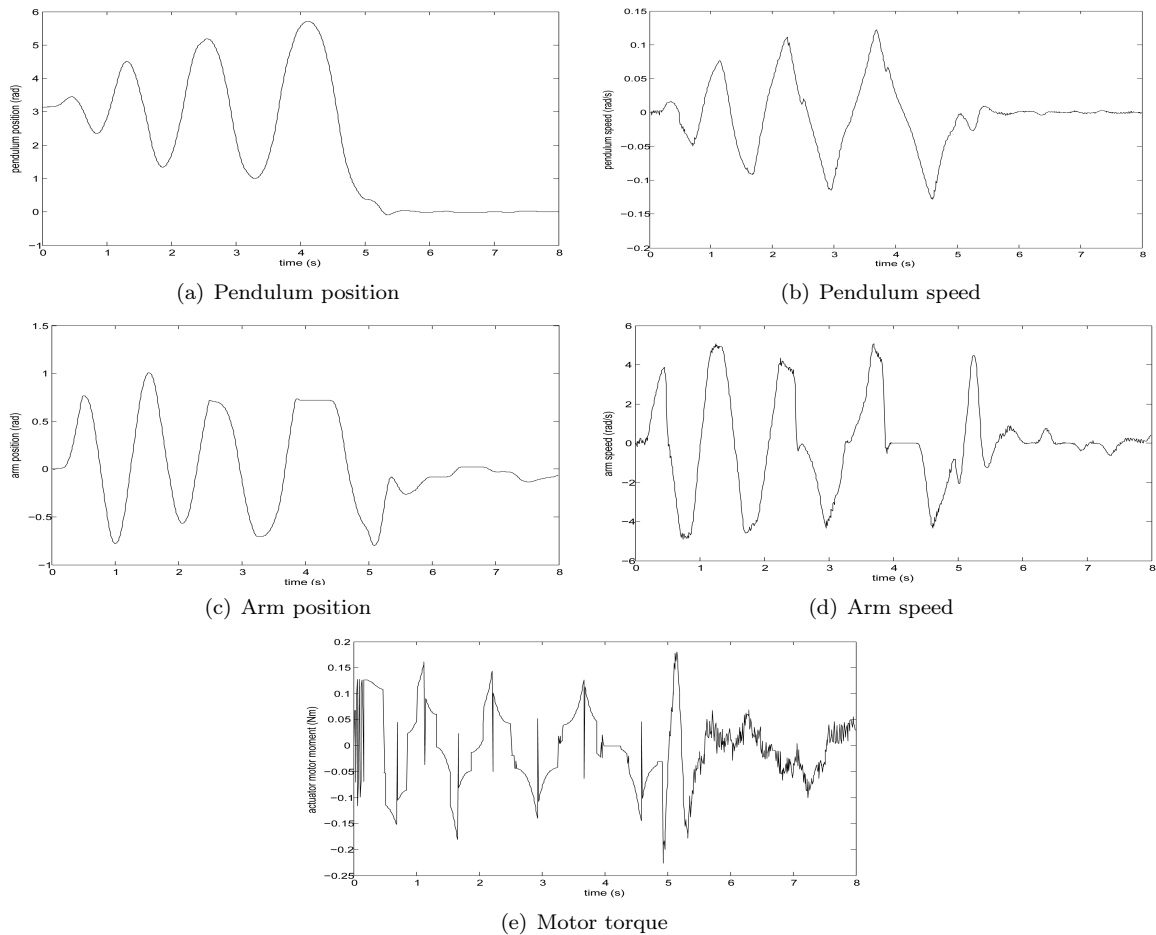 6
5
4
3
2
1
0
−1
0 1 2 3 4 5 6 7 8
pendulum position (rad)
time (s)
(a) Pendulum position
0.15
0.1
0.05
0
−0.05
−0.1
−0.15
−0.2
0 1 2 3 4 5 6 7 8
pendulum speed (rad/s)
time (s)
(b) Pendulum speed
1.5
1
0.5
0
−0.5
−1
0 1 2 3 4 5 6 7 8
arm position (rad)
time (s)
(c) Arm position
6
4
2
0
−2
−4
−6
0 1 2 3 4 5 6 7 8
arm speed (rad/s)
time (s)
(d) Arm speed
0.2
0.15
0.1
0.05
0
−0.05
−0.1
−0.15
−0.2
−0.25
0 1 2 3 4 5 6 7 8
actuator motor moment (Nm)
time (s)
(e) Motor torque